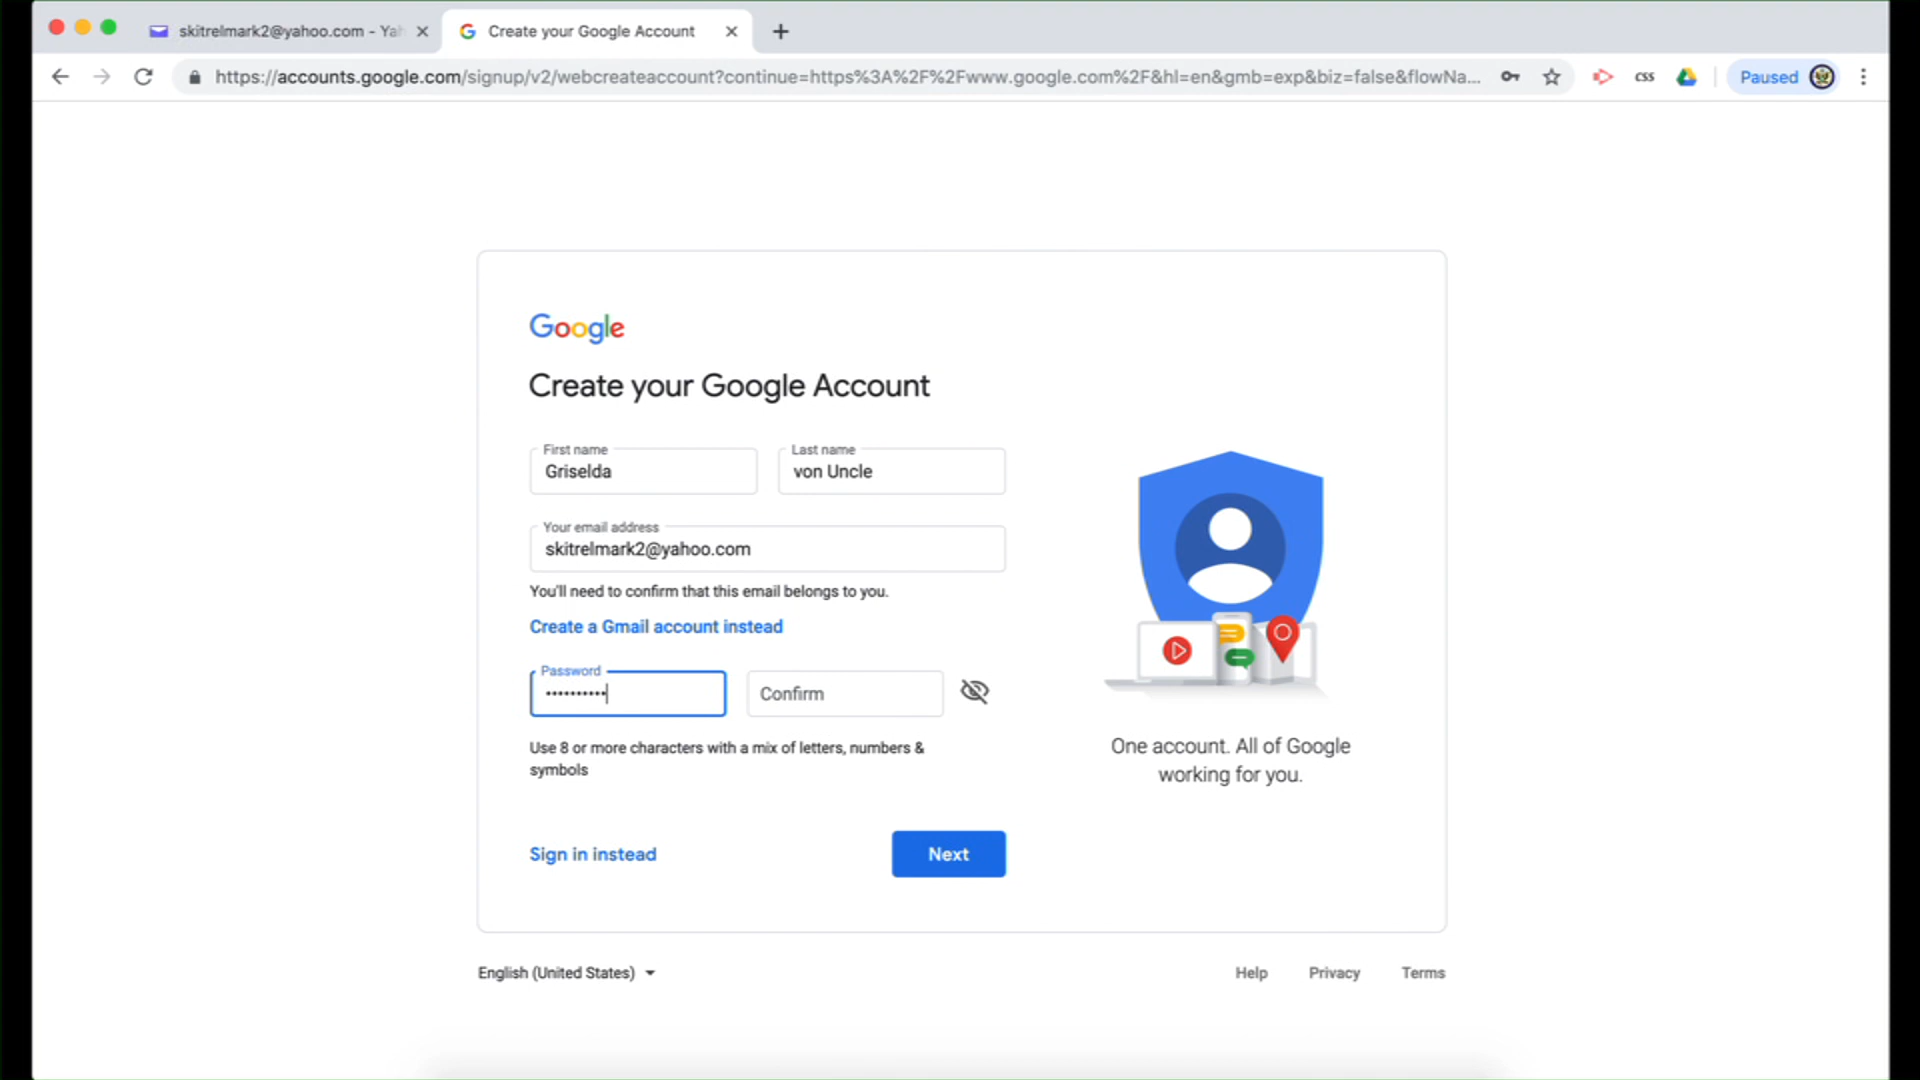 skitrelmark2@yahoo.com - Ya
Create your Google Account
https://accounts.google.com/signup/v2/webcreateaccount?continue=https%3A%2F%2Fwww.google.com%2F&hl=en&gmb=exp&biz=false&flowNa...
css
Paused
Google
Create your Google Account
First name
Last name
Griselda
von Uncle
Your email address
skitrelmark2@yahoo.com
You'll need to confirm that this email belongs to you.
Create a Gmail account instead
Password
••••••••••
Confirm
Use 8 or more characters with a mix of letters, numbers &
symbols
One account. All of Google
working for you.
Sign in instead
Next
English (United States)
Help
Privacy
Terms